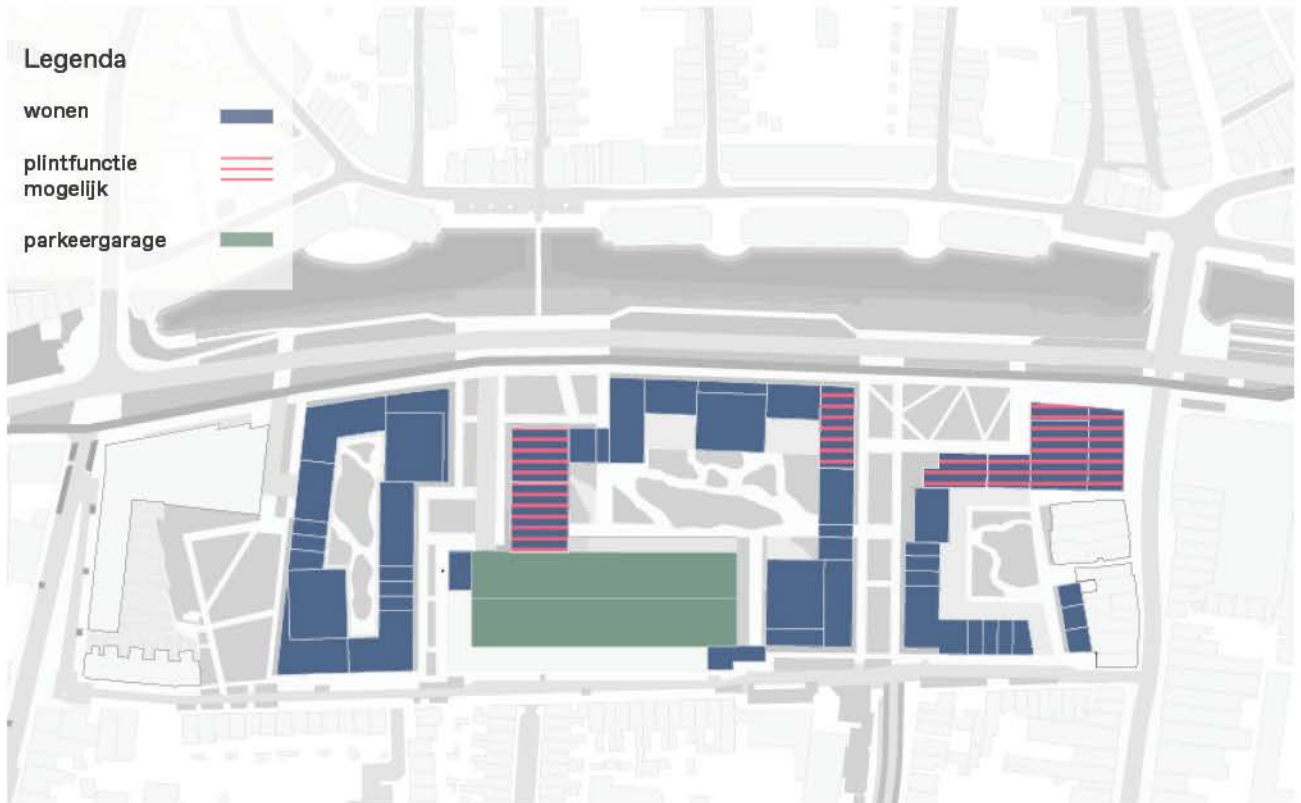 Legenda
wonen
plintfunctie
mogelijk
parkeergarage